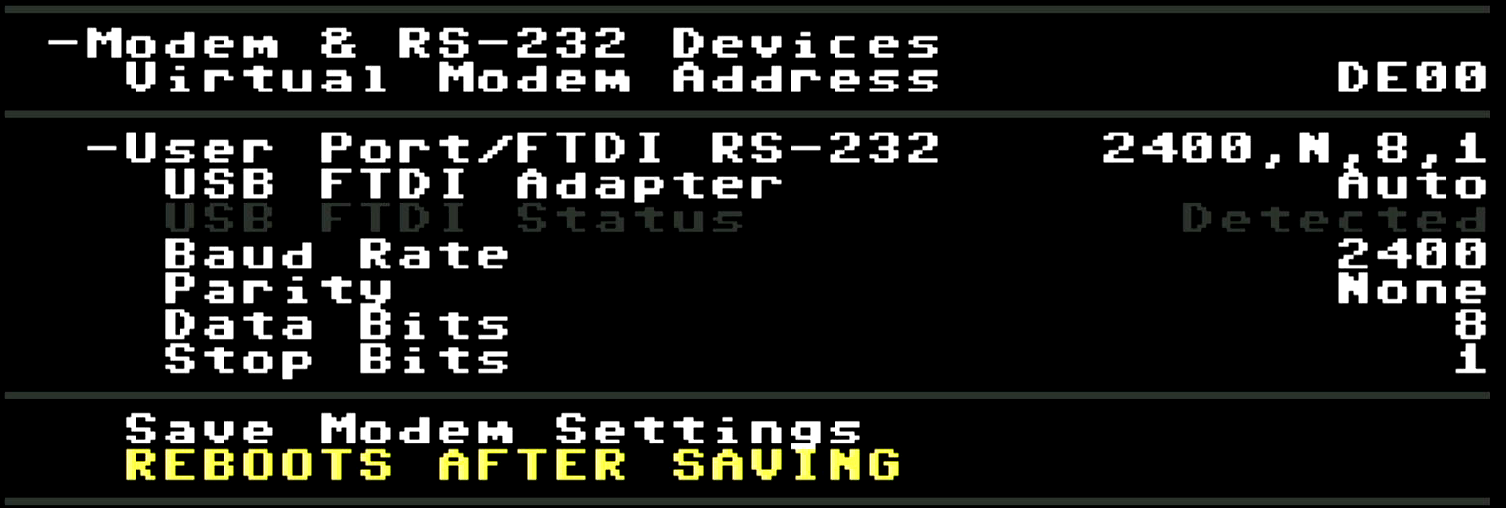 -Modem & RS-232 Devices
Virtual Modem Address DE00
-User Port/FTDI RS-232 2400,N,8,1
USB FTDI Adapter Auto
USB FTDI Status Detected
Baud Rate 2400
Parity None
Data Bits 8
Stop Bits 1
Save Modem Settings
REBOOTS AFTER SAVING